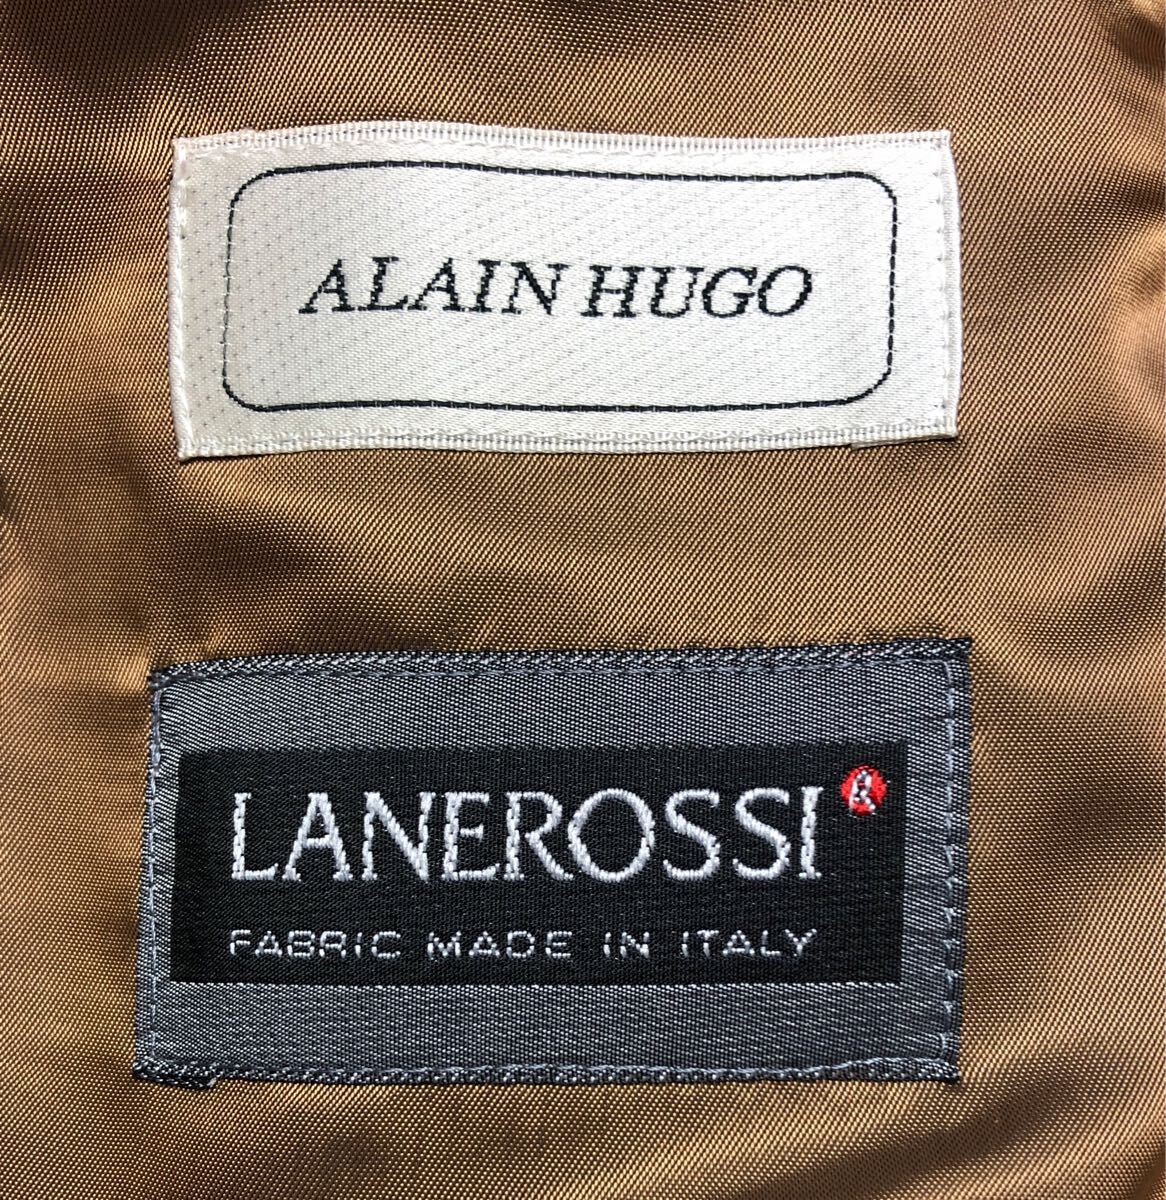 ALAIN HUGO
LANEROSSI R
FABRIC MADE IN ITALY